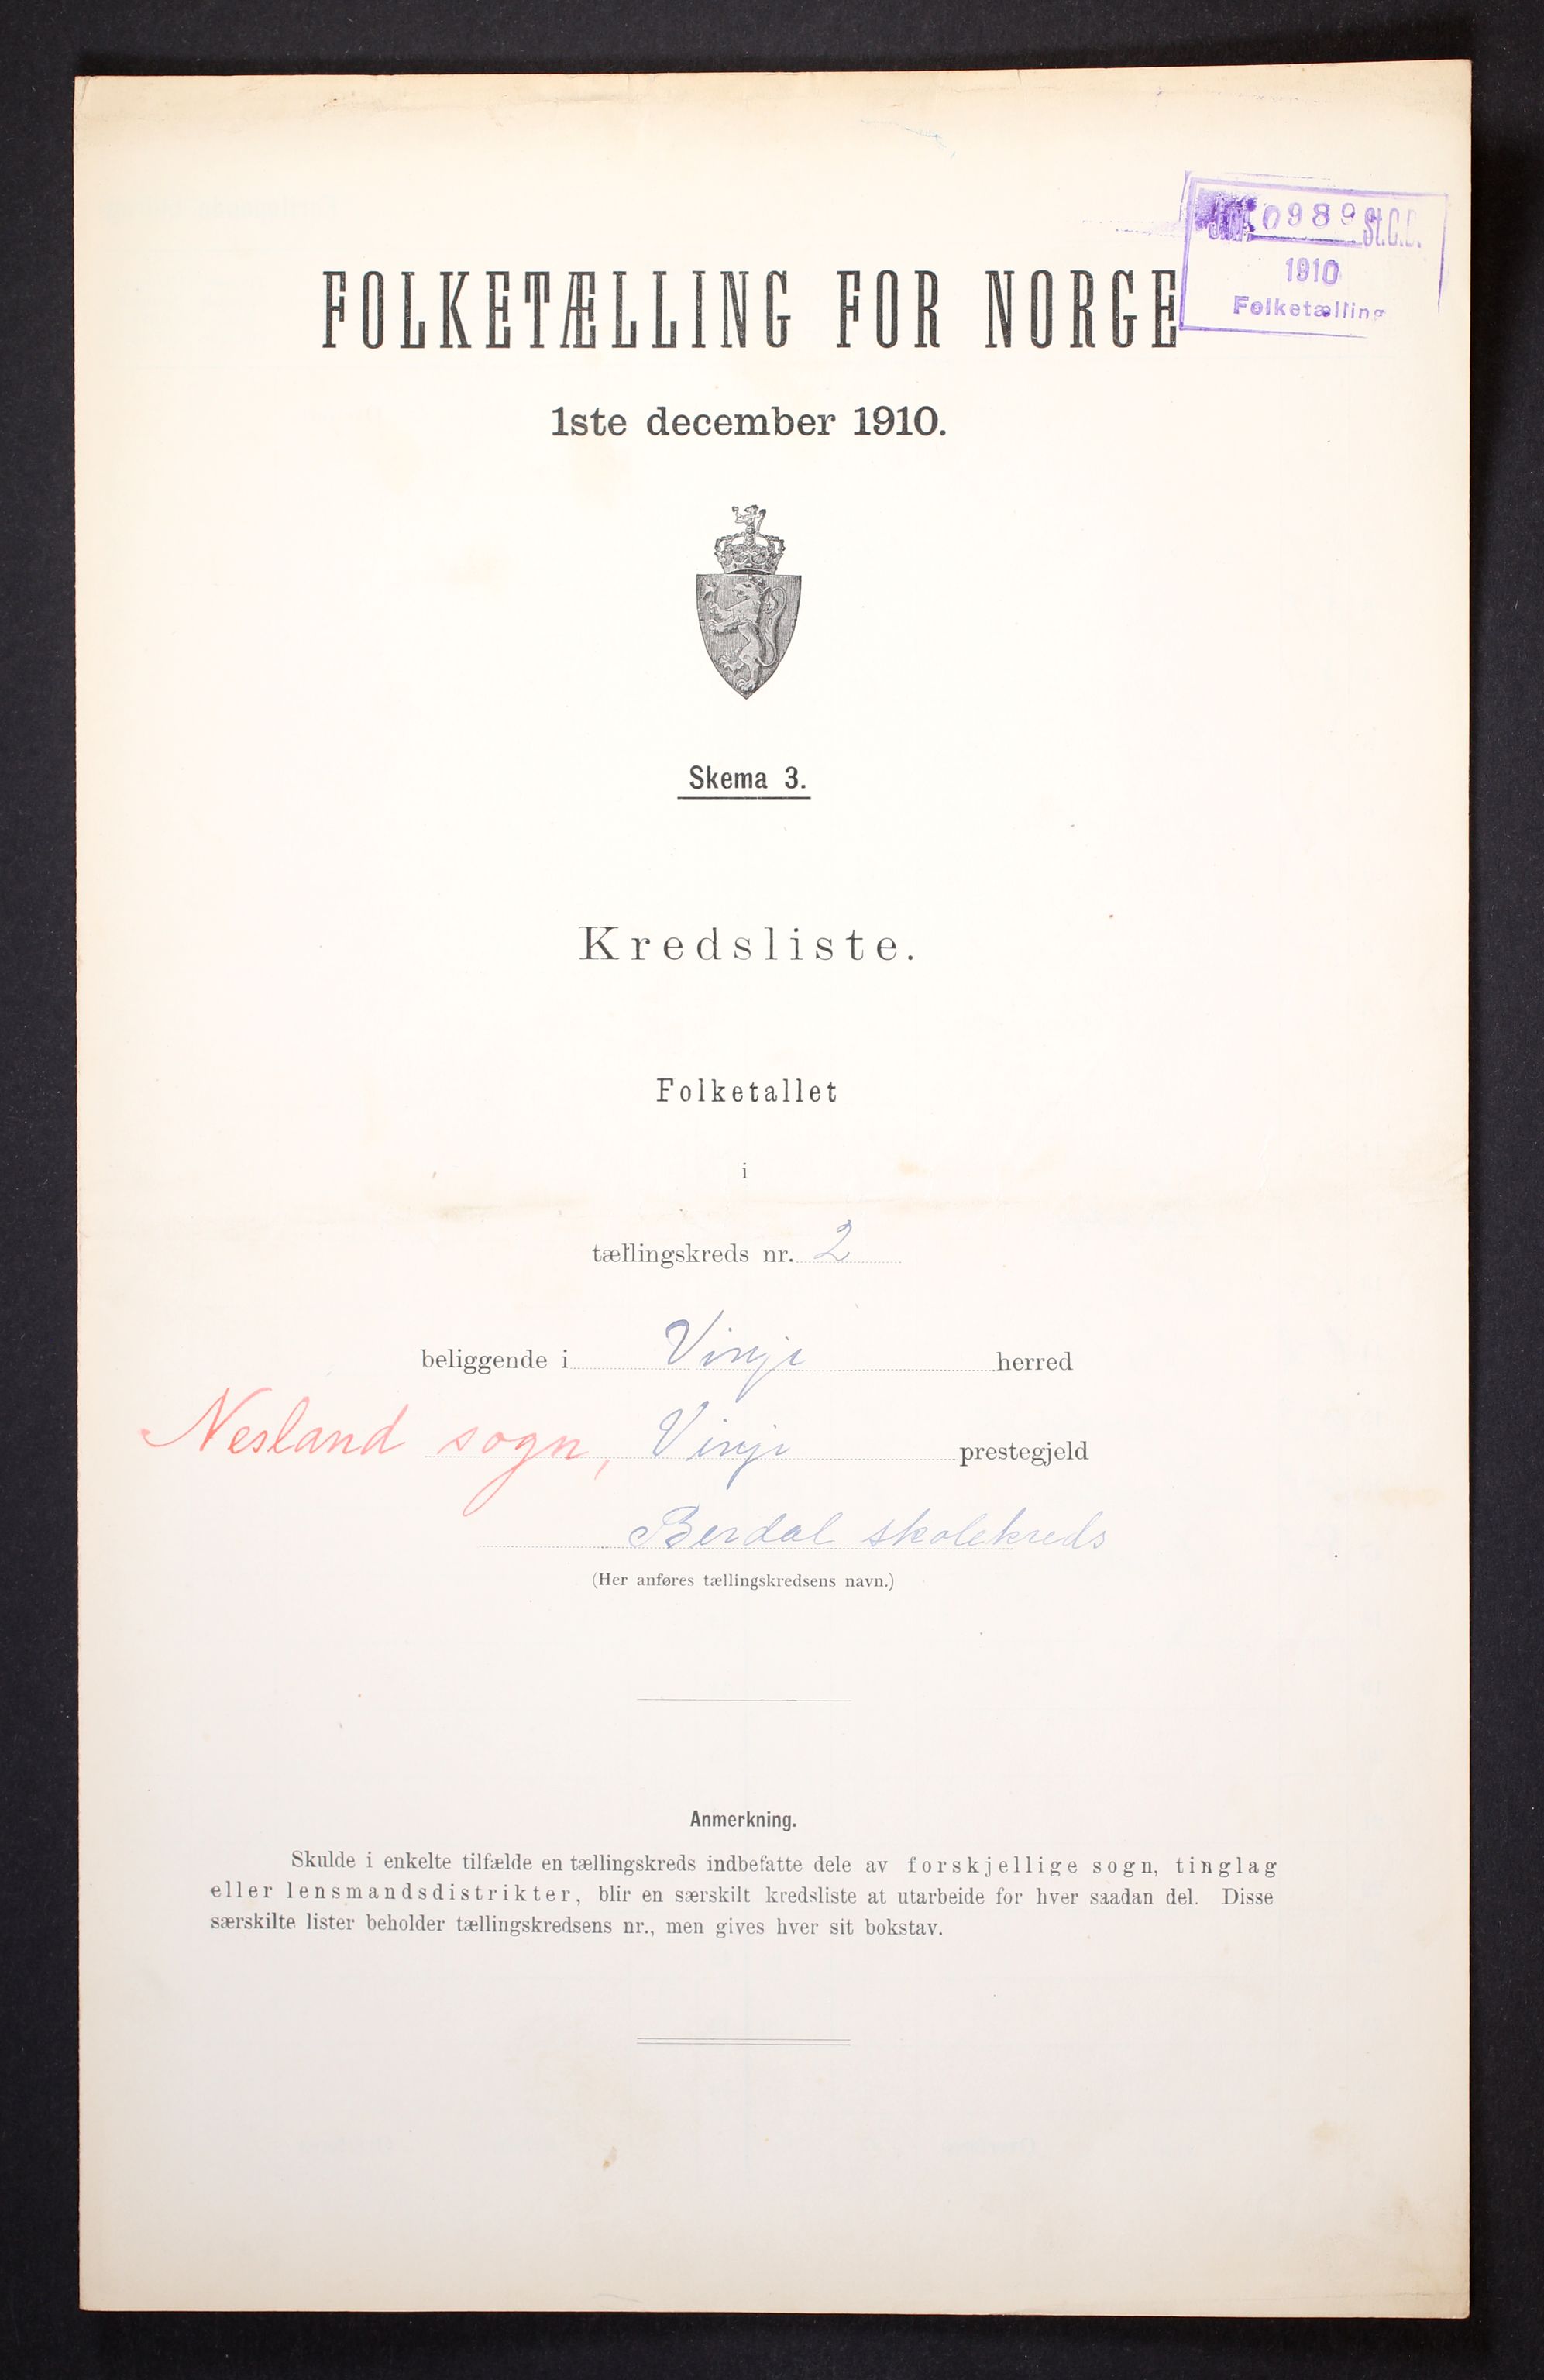 0989 St.C.B.
1910
Folketælling
FOLKETÆLLING FOR NORGE
1ste december 1910.
Skema 3.
Kredsliste.
Folketallet
i
tællingskreds nr. 2
beliggende i Vinje herred
Nesland sogn, Vinje prestegjeld
Berdal skolekreds
(Her anføres tællingskredsens navn.)
Anmerkning.
Skulde i enkelte tilfælde en tællingskreds indbefatte dele av forskjellige sogn, tinglag
eller lensmandsdistrikter, blir en særskilt kredsliste at utarbeide for hver saadan del. Disse
særskilte lister beholder tællingskredsens nr., men gives hver sit bokstav.